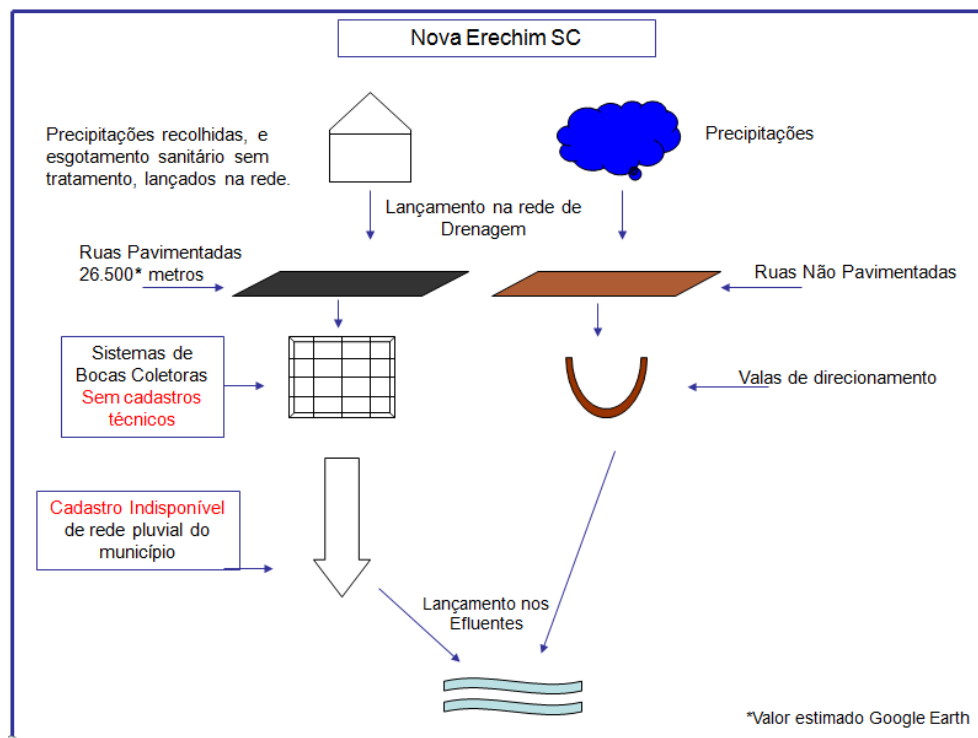 Nova Erechim SC
Precipitações recolhidas, e
esgotamento sanitário sem
tratamento, lançados na rede.
Precipitações
Lançamento na rede de
Drenagem
Ruas Pavimentadas
26.500* metros
Ruas Não Pavimentadas
Sistemas de
Bocas Coletoras
Sem cadastros
técnicos
Valas de direcionamento
Cadastro Indisponível
de rede pluvial do
município
Lançamento nos
Efluentes
*Valor estimado Google Earth